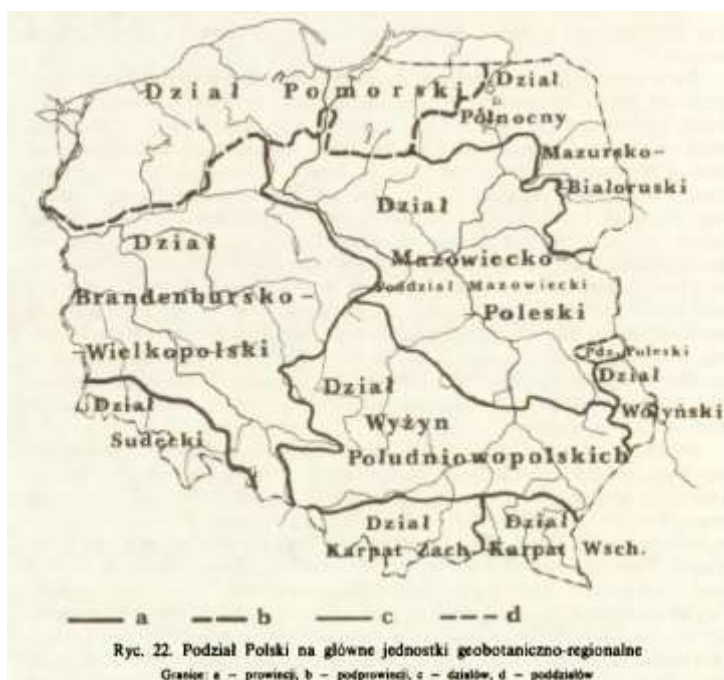 Dział Pomorski
Dział
Północny
Mazursko-
Białoruski
Dział
Mazowiecko
Poddział Mazowiecki
Poleski
Dział
Brandenbursko-
Wielkopolski
Pdz. Poleski
Dział
Wołyński
Dział
Sudecki
Dział
Wyżyn
Południowopolskich
Dział
Karpat Zach.
Dział
Karpat Wsch.
a b c d
Ryc. 22. Podział Polski na główne jednostki geobotaniczno-regionalne
Granice: a – prowincji, b – podprowincji, c – działów, d – poddziałów